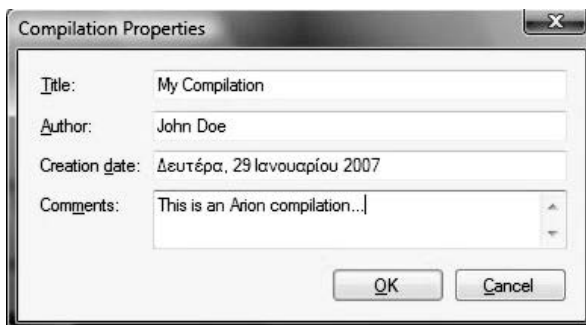 Compilation Properties
Title: My Compilation
Author: John Doe
Creation date: Δευτέρα, 29 Ιανουαρίου 2007
Comments: This is an Arion compilation...
OK Cancel